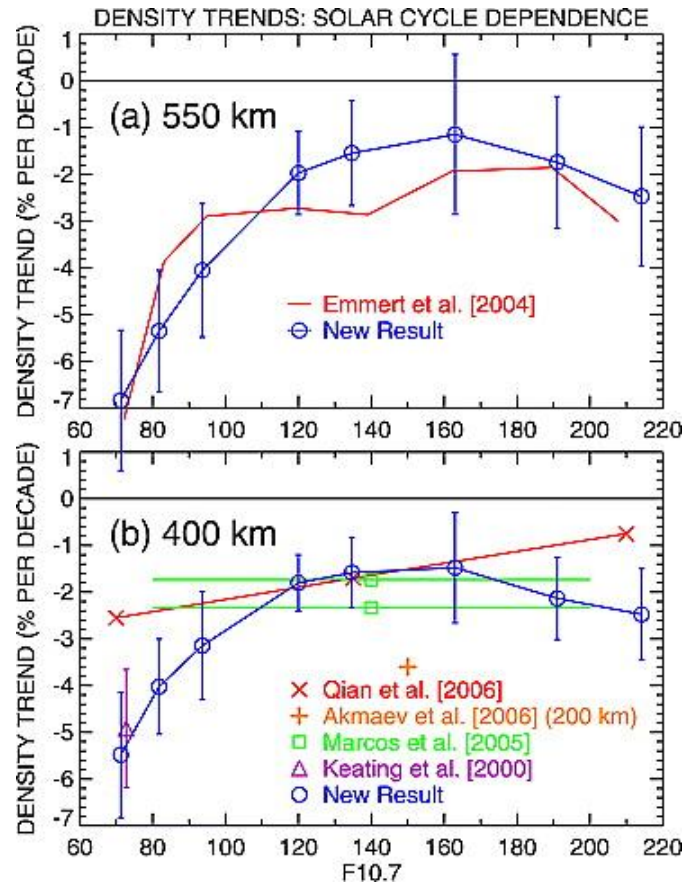 DENSITY TRENDS: SOLAR CYCLE DEPENDENCE
DENSITY TREND (% PER DECADE)
1
0
-1
-2
-3
-4
-5
-6
-7
(a) 550 km
Emmert et al. [2004]
New Result
60 80 100 120 140 160 180 200 220
DENSITY TREND (% PER DECADE)
1
0
-1
-2
-3
-4
-5
-6
-7
(b) 400 km
Qian et al. [2006]
Akmaev et al. [2006] (200 km)
Marcos et al. [2005]
Keating et al. [2000]
New Result
60 80 100 120 140 160 180 200 220
F10.7